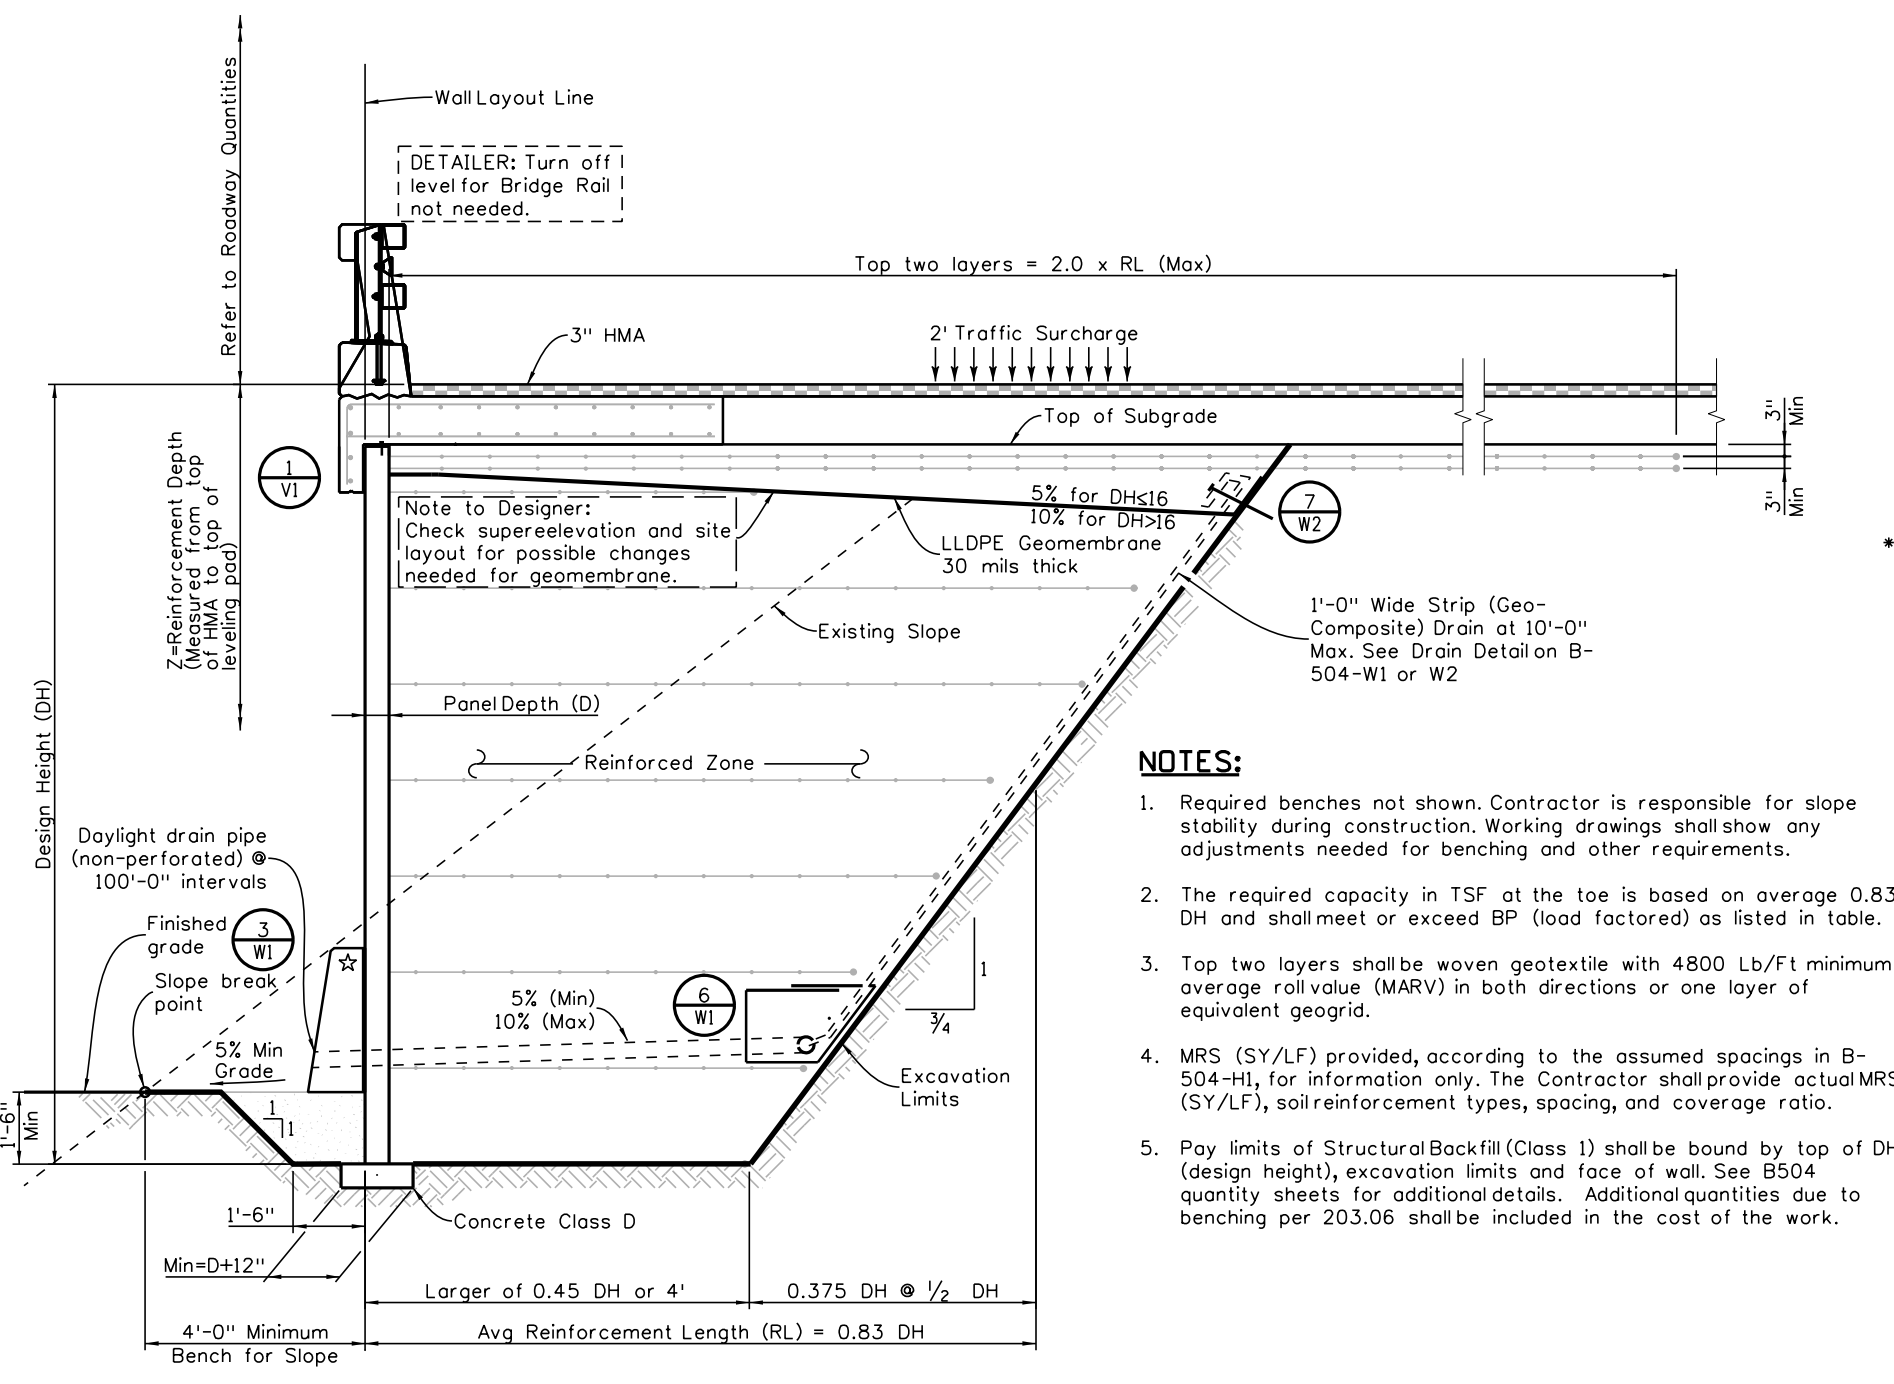 Refer to Roadway Quantities
Wall Layout Line
DETAILER: Turn off
level for Bridge Rail
not needed.
Top two layers = 2.0 x RL (Max)
3" HMA
2' Traffic Surcharge
Top of Subgrade
3"
Min
3"
Min
1
V1
Z=Reinforcement Depth
(Measured from top
of HMA to top of
leveling pad)
Note to Designer:
Check supereelevation and site
layout for possible changes
needed for geomembrane.
5% for DH≤16
10% for DH>16
LLDPE Geomembrane
30 mils thick
7
W2
*
Existing Slope
1'-0" Wide Strip (Geo-
Composite) Drain at 10'-0"
Max. See Drain Detail on B-
504-W1 or W2
Panel Depth (D)
Design Height (DH)
Reinforced Zone
Daylight drain pipe
(non-perforated) @
100'-0" intervals
Finished
grade
3
W1
Slope break
point
5% Min
Grade
5% (Min)
10% (Max)
6
W1
1
3/4
Excavation
Limits
1'-6"
Min
1
1
1'-6"
Concrete Class D
Min=D+12"
Larger of 0.45 DH or 4'
0.375 DH @ 1/2 DH
4'-0" Minimum
Bench for Slope
Avg Reinforcement Length (RL) = 0.83 DH
NOTES:
1. Required benches not shown. Contractor is responsible for slope
stability during construction. Working drawings shall show any
adjustments needed for benching and other requirements.
2. The required capacity in TSF at the toe is based on average 0.83
DH and shall meet or exceed BP (load factored) as listed in table.
3. Top two layers shall be woven geotextile with 4800 Lb/Ft minimum
average roll value (MARV) in both directions or one layer of
equivalent geogrid.
4. MRS (SY/LF) provided, according to the assumed spacings in B-
504-H1, for information only. The Contractor shall provide actual MRS
(SY/LF), soil reinforcement types, spacing, and coverage ratio.
5. Pay limits of Structural Backfill (Class 1) shall be bound by top of DH
(design height), excavation limits and face of wall. See B504
quantity sheets for additional details. Additional quantities due to
benching per 203.06 shall be included in the cost of the work.